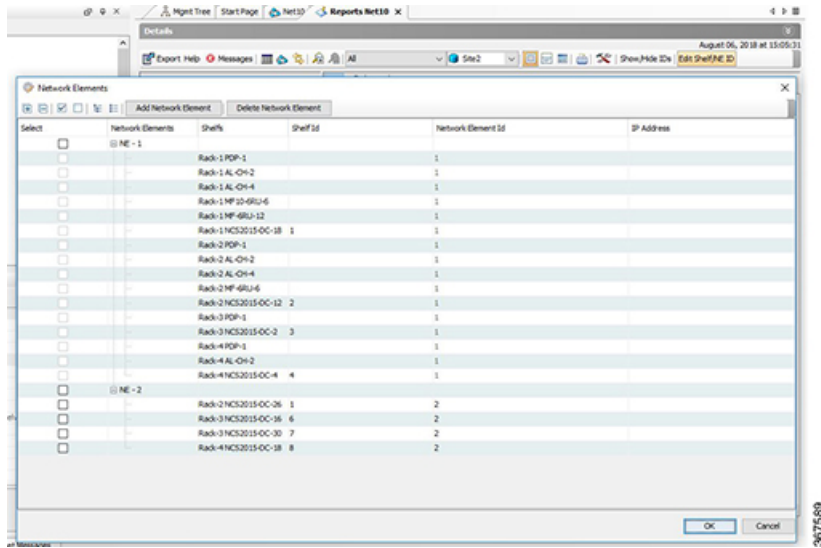 Mgmt Tree Start Page Net10 Reports Net10 X
Details
August 06, 2018 at 15:05:31
Export Help Messages All Site2 Show/Hide IDs Edit Shelf/NE ID
Network Elements
Add Network Element Delete Network Element
Select Network Elements Shelfs Shelf Id Network Element Id IP Address
NE - 1
Rack-1 PDP-1 1
Rack-1 AL-CH-2 1
Rack-1 AL-CH-4 1
Rack-1 MF10-6RU-6 1
Rack-1 MF-6RU-12 1
Rack-1 NCS2015-DC-18 1 1
Rack-2 PDP-1 1
Rack-2 AL-CH-2 1
Rack-2 AL-CH-4 1
Rack-2 MF-6RU-6 1
Rack-2 NCS2015-DC-12 2 1
Rack-3 PDP-1 1
Rack-3 NCS2015-DC-2 3 1
Rack-4 PDP-1 1
Rack-4 AL-CH-2 1
Rack-4 NCS2015-DC-4 4 1
NE - 2
Rack-2 NCS2015-DC-26 1 2
Rack-3 NCS2015-DC-16 6 2
Rack-3 NCS2015-DC-30 7 2
Rack-4 NCS2015-DC-18 8 2
OK Cancel
Messages
367589